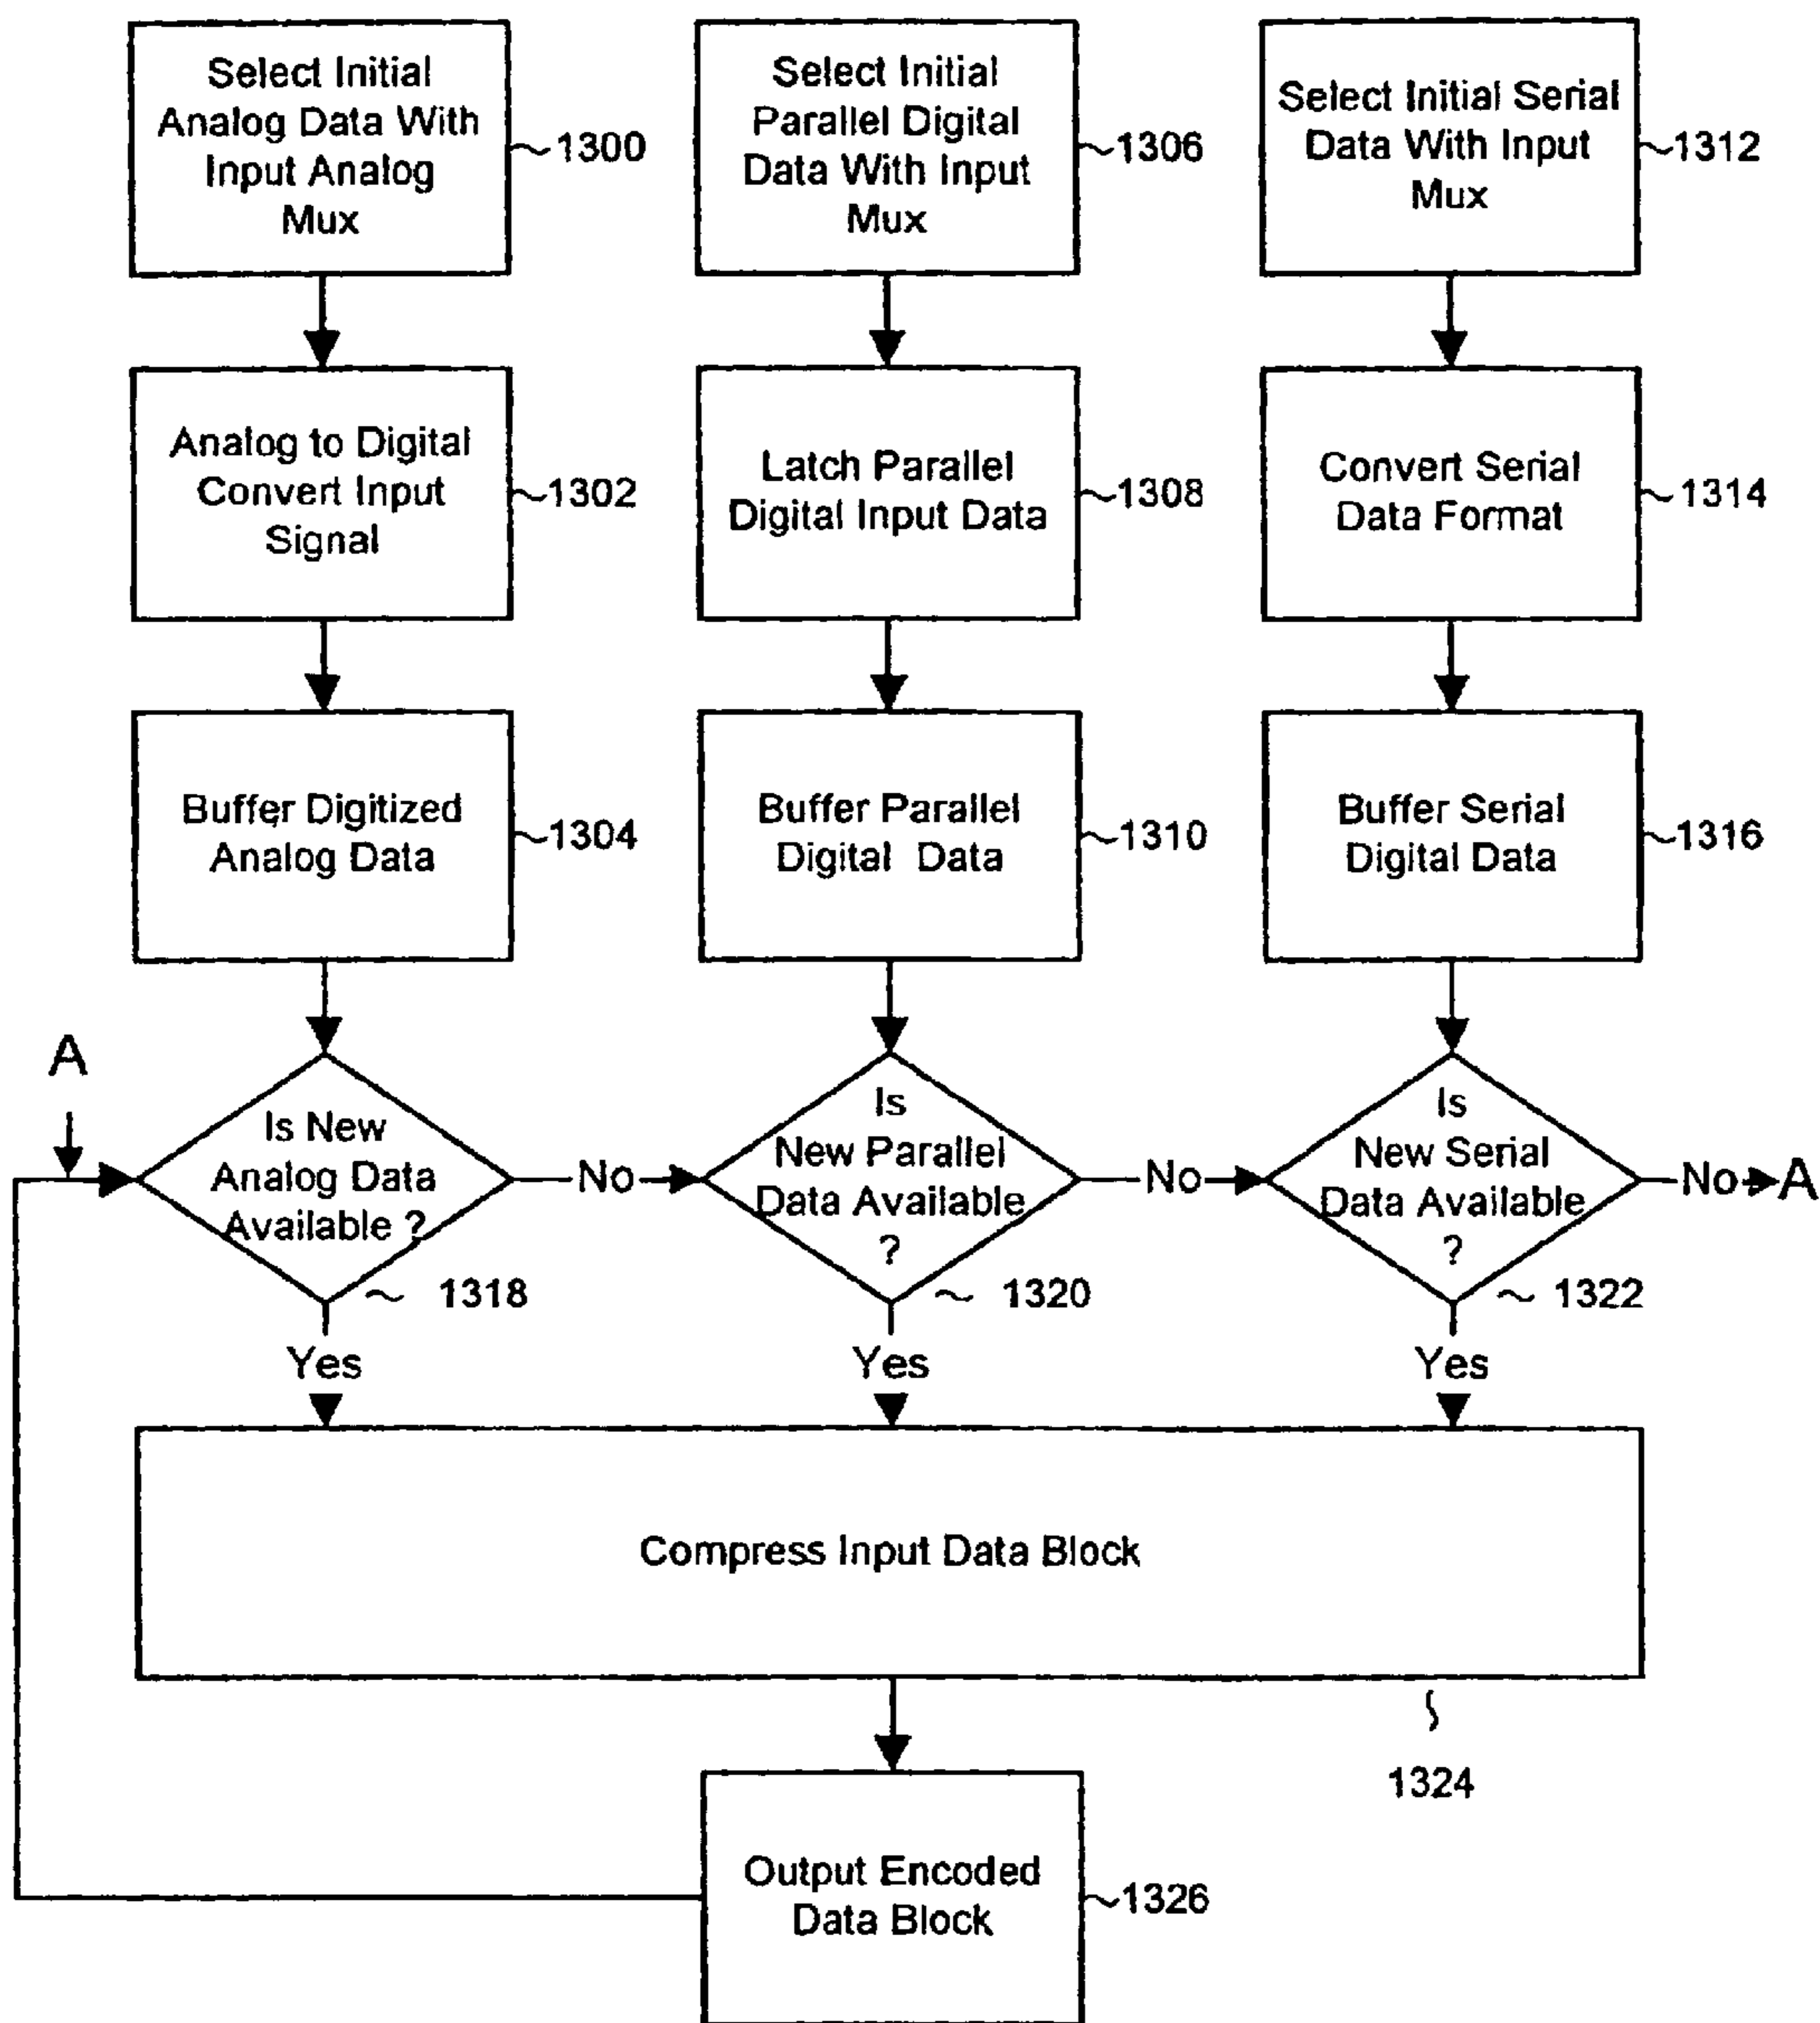 Select Initial
Analog Data With
Input Analog
Mux
1300
Select Initial
Parallel Digital
Data With Input
Mux
1306
Select Initial Serial
Data With Input
Mux
1312
Analog to Digital
Convert Input
Signal
1302
Latch Parallel
Digital Input Data
1308
Convert Serial
Data Format
1314
Buffer Digitized
Analog Data
1304
Buffer Parallel
Digital Data
1310
Buffer Serial
Digital Data
1316
A
Is New
Analog Data
Available ?
1318
No
Is
New Parallel
Data Available
?
1320
No
Is
New Serial
Data Available
?
1322
No
A
Yes
Yes
Yes
Compress Input Data Block
1324
Output Encoded
Data Block
1326